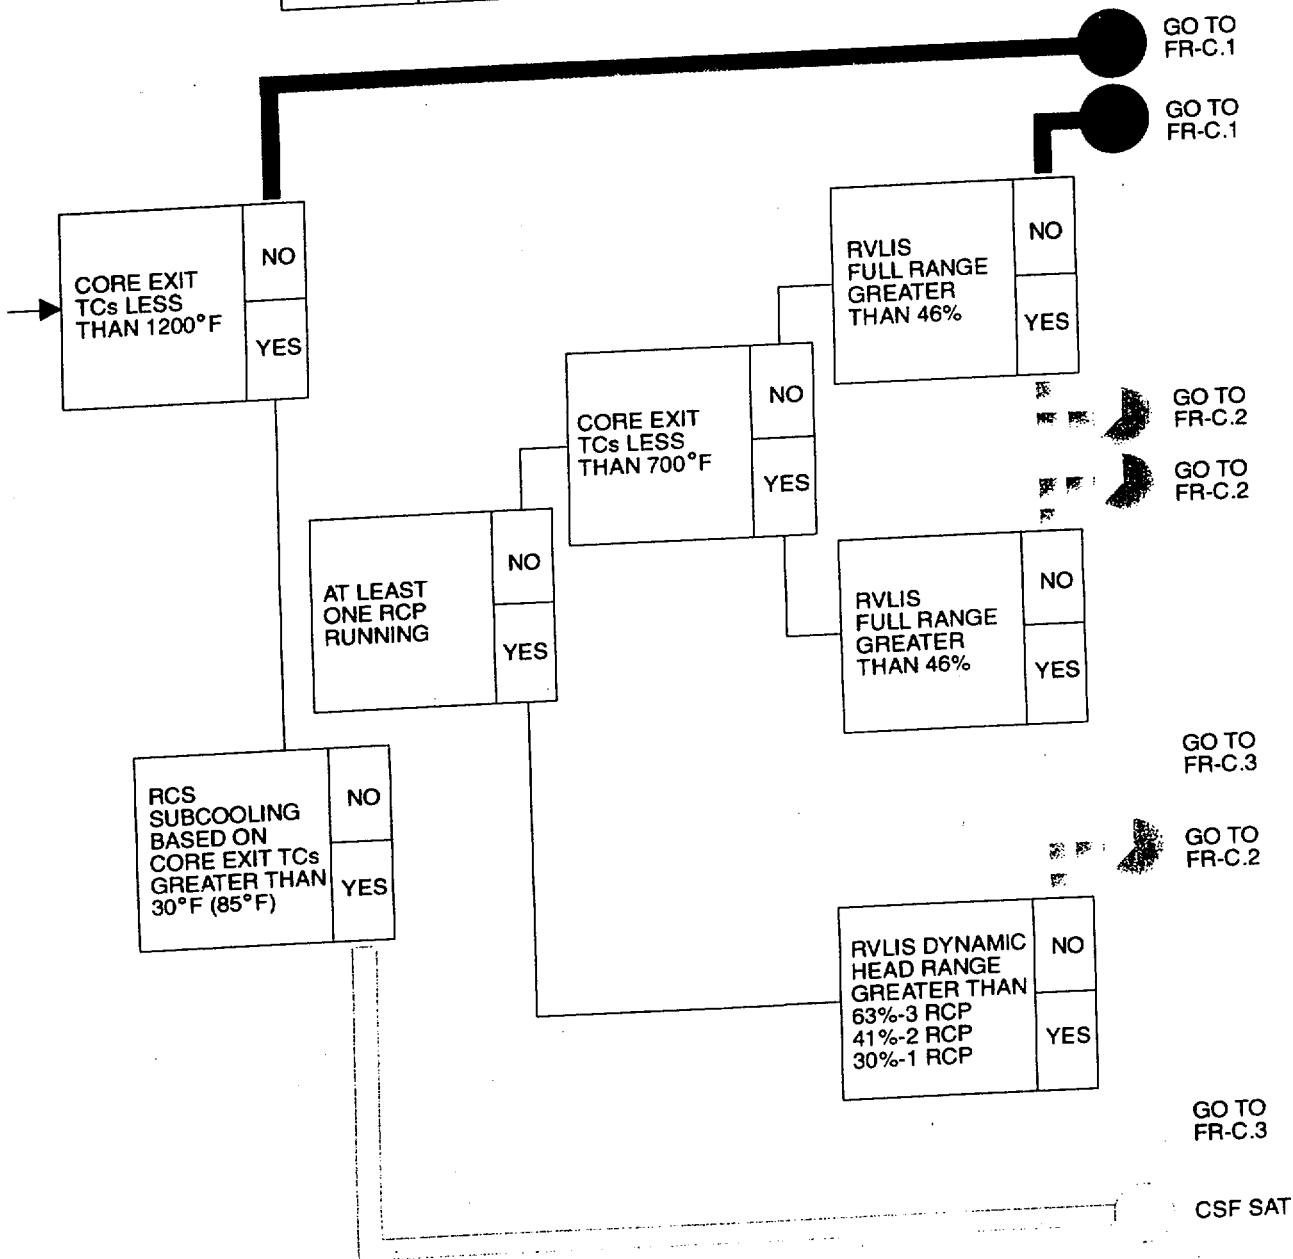 GO TO
FR-C.1
GO TO
FR-C.1
CORE EXIT
TCs LESS
THAN 1200°F
NO
YES
RVLIS
FULL RANGE
GREATER
THAN 46%
NO
YES
CORE EXIT
TCs LESS
THAN 700°F
NO
YES
GO TO
FR-C.2
GO TO
FR-C.2
AT LEAST
ONE RCP
RUNNING
NO
YES
RVLIS
FULL RANGE
GREATER
THAN 46%
NO
YES
GO TO
FR-C.3
RCS
SUBCOOLING
BASED ON
CORE EXIT TCs
GREATER THAN
30°F (85°F)
NO
YES
GO TO
FR-C.2
RVLIS DYNAMIC
HEAD RANGE
GREATER THAN
63%-3 RCP
41%-2 RCP
30%-1 RCP
NO
YES
GO TO
FR-C.3
CSF SAT